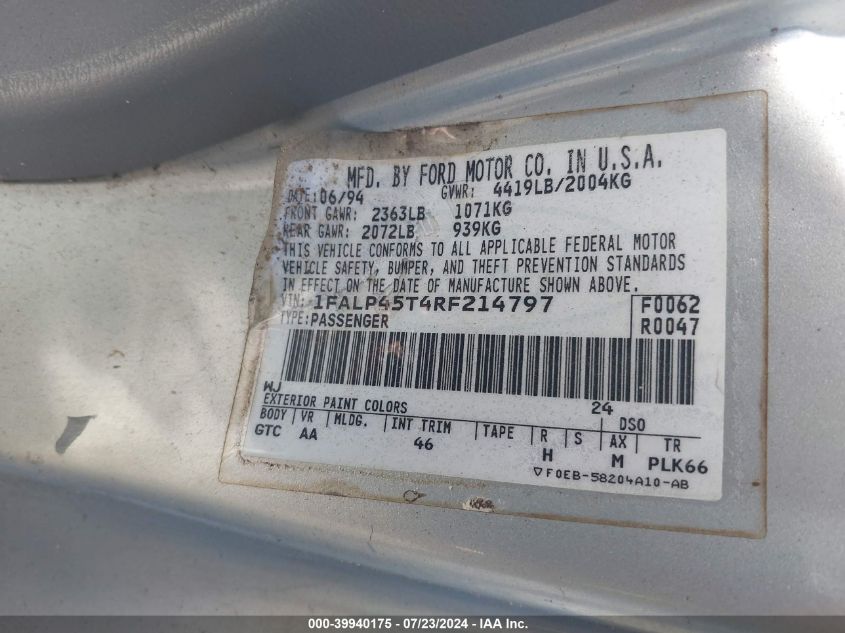 MFD. BY FORD MOTOR CO. IN U.S.A.
DATE: 06/94 GVWR: 4419LB/2004KG
FRONT GAWR: 2363LB 1071KG
REAR GAWR: 2072LB 939KG
THIS VEHICLE CONFORMS TO ALL APPLICABLE FEDERAL MOTOR
VEHICLE SAFETY, BUMPER, AND THEFT PREVENTION STANDARDS
IN EFFECT ON THE DATE OF MANUFACTURE SHOWN ABOVE.
VIN: 1FALP45T4RF214797 F0062
TYPE: PASSENGER R0047
WJ 24
EXTERIOR PAINT COLORS DSO
BODY VR MLDG. INT TRIM TAPE R S AX TR
GTC AA 46 H M PLK66
▽F0EB-58204A10-AB
000-39940175 - 07/23/2024 - IAAI.com.